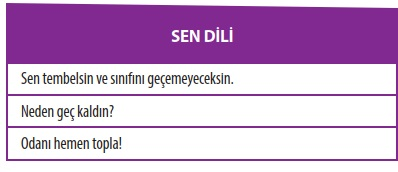 SEN DİLİ
Sen tembelsin ve sınıfını geçemeyeceksin.
Neden geç kaldın?
Odanı hemen topla!